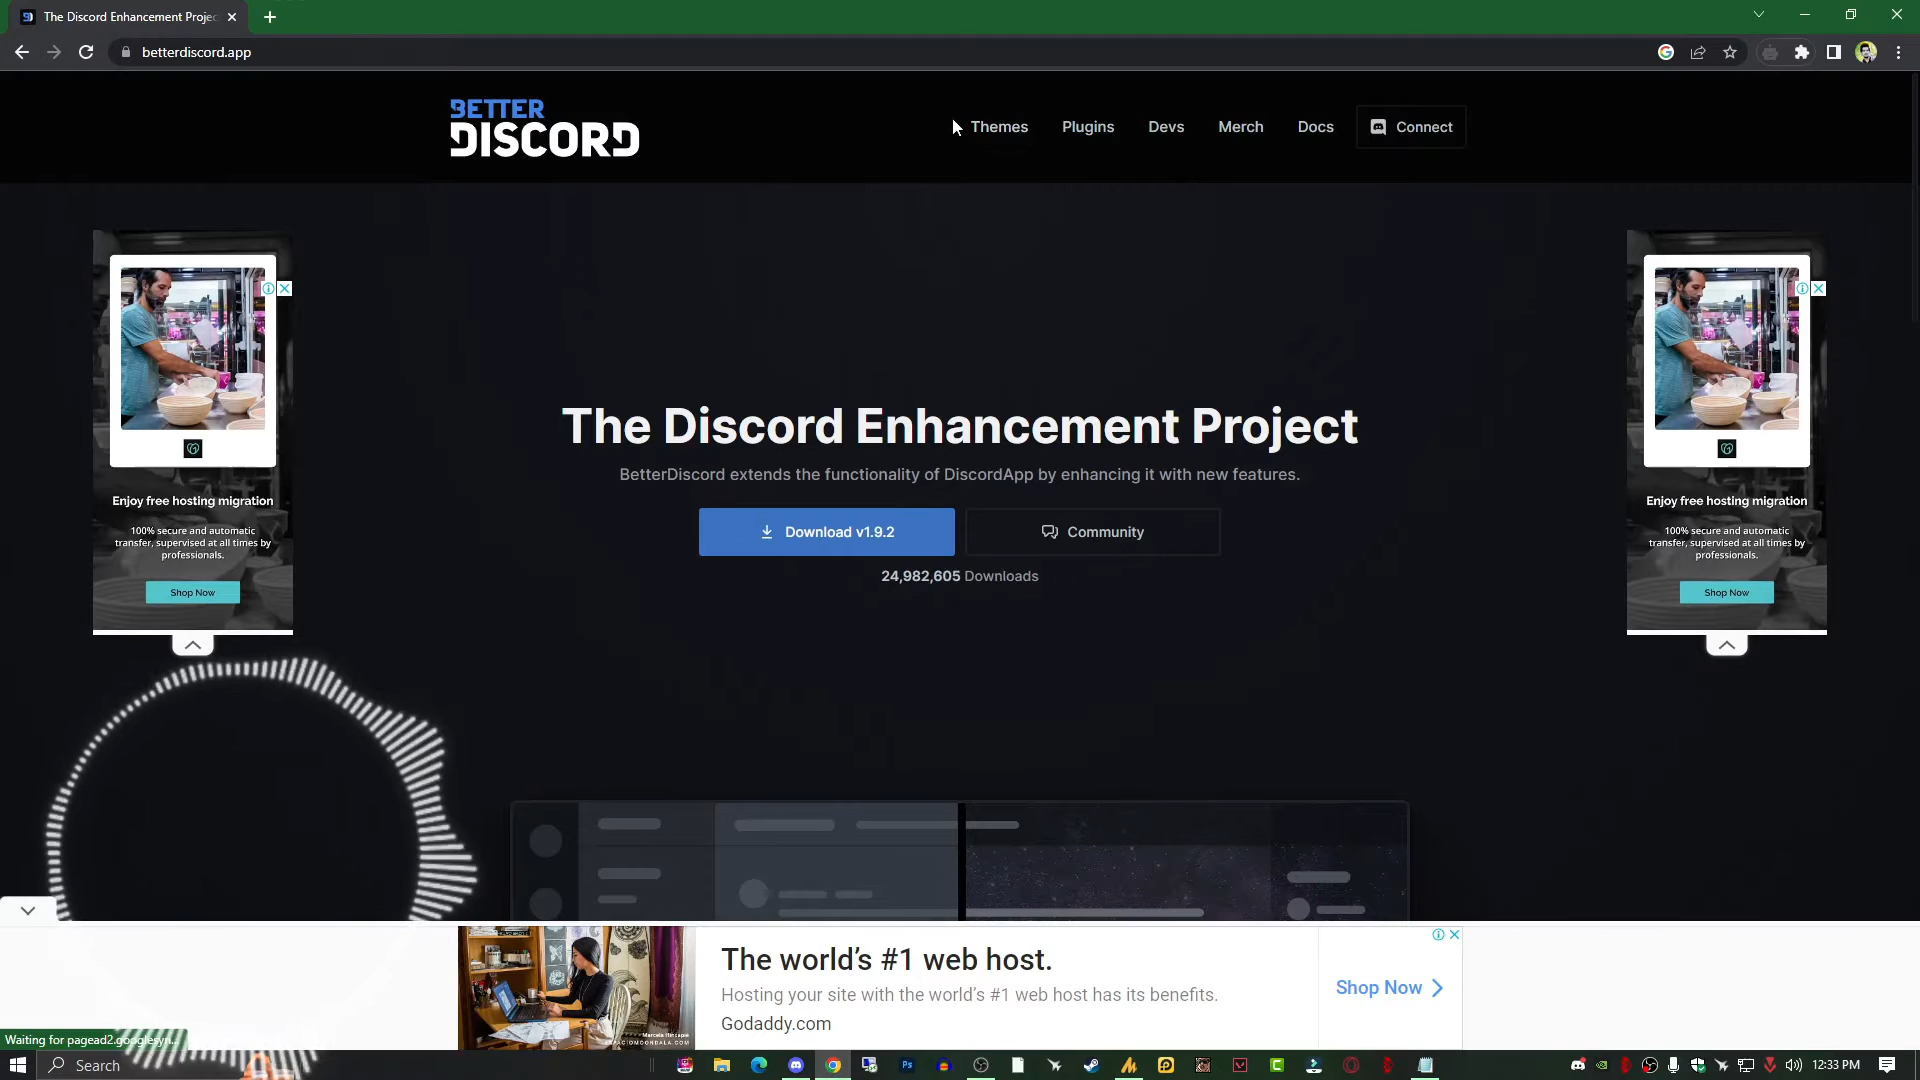 The Discord Enhancement Projec
betterdiscord.app
BETTER
DISCORD
Themes
Plugins
Devs
Merch
Docs
Connect
The Discord Enhancement Project
BetterDiscord extends the functionality of DiscordApp by enhancing it with new features.
Download v1.9.2
Community
24,982,605 Downloads
Enjoy free hosting migration
100% secure and automatic
transfer, supervised at all times by
professionals.
Shop Now
Enjoy free hosting migration
100% secure and automatic
transfer, supervised at all times by
professionals.
Shop Now
The world's #1 web host.
Hosting your site with the world's #1 web host has its benefits.
Godaddy.com
Shop Now
Waiting for pagead2.googlesyn...
Search
12:33 PM